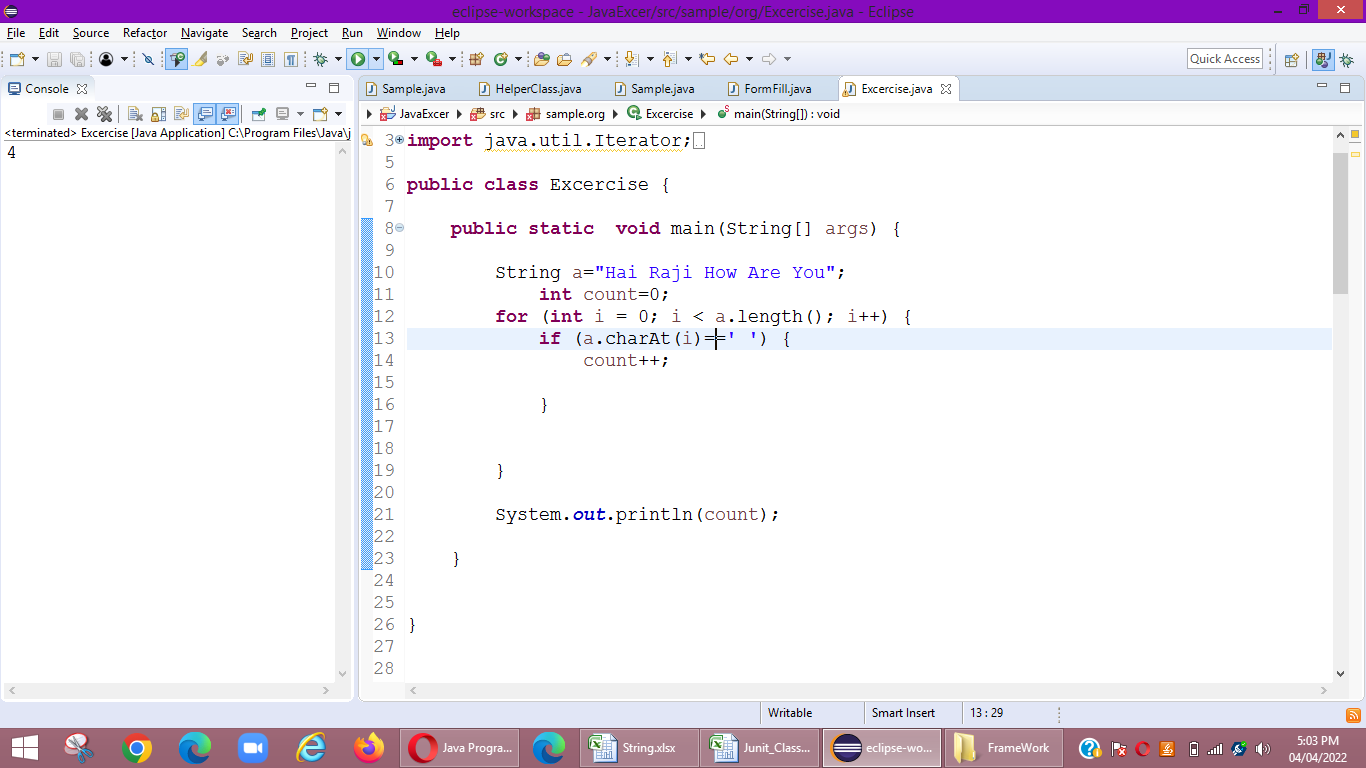 eclipse-workspace - JavaExcer/src/sample/org/Excercise.java - Eclipse
File Edit Source Refactor Navigate Search Project Run Window Help
Quick Access
Console
<terminated> Excercise [Java Application] C:\Program Files\Java\j
4
Sample.java HelperClass.java Sample.java FormFill.java Excercise.java
JavaExcer src sample.org Excercise main(String[]) : void
3 import java.util.Iterator;
5
6 public class Excercise {
7
8 public static void main(String[] args) {
9
10 String a="Hai Raji How Are You";
11 int count=0;
12 for (int i = 0; i < a.length(); i++) {
13 if (a.charAt(i)==' ') {
14 count++;
15
16 }
17
18
19 }
20
21 System.out.println(count);
22
23 }
24
25
26 }
27
28
Writable Smart Insert 13 : 29
Java Progra... String.xlsx Junit_Class... eclipse-wo... FrameWork
5:03 PM
04/04/2022